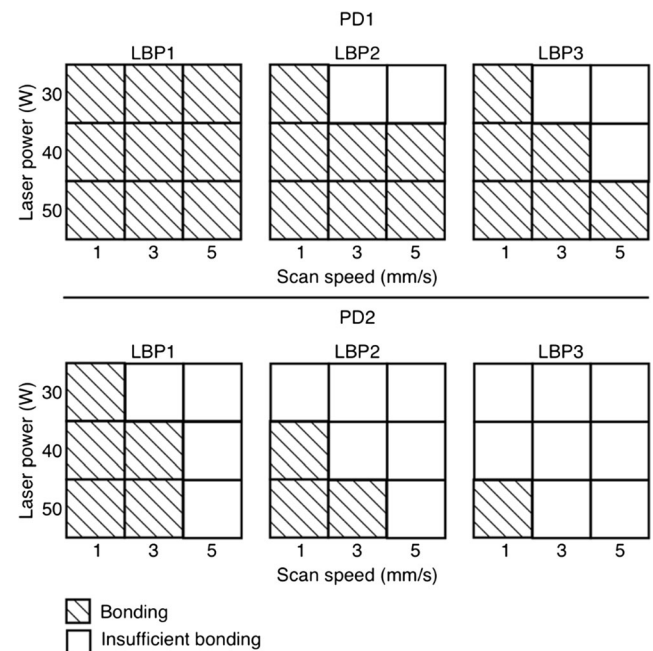 PD1
LBP1 LBP2 LBP3
Laser power (W)
30
40
50
1 3 5 1 3 5 1 3 5
Scan speed (mm/s)
PD2
LBP1 LBP2 LBP3
Laser power (W)
30
40
50
1 3 5 1 3 5 1 3 5
Scan speed (mm/s)
Bonding
Insufficient bonding